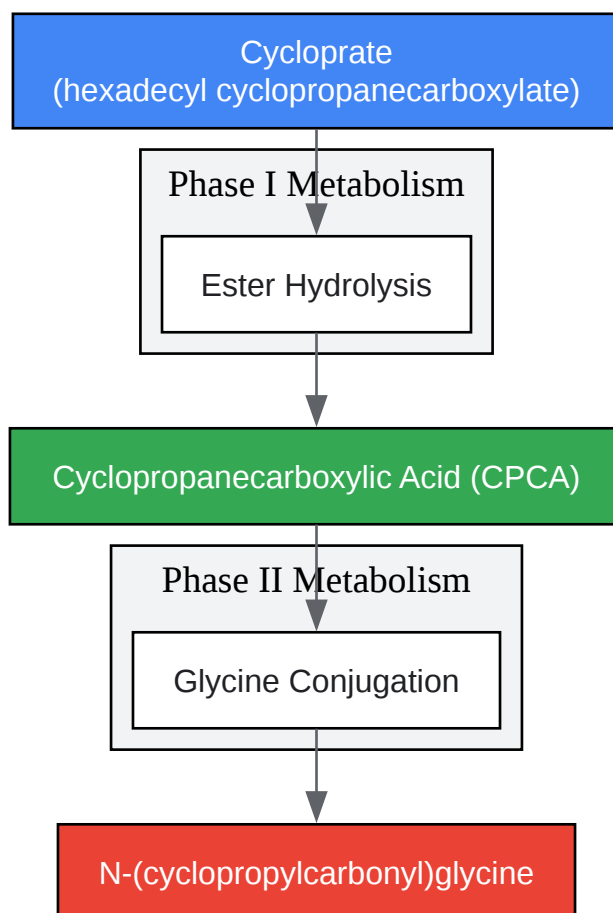 Cycloprate
(hexadecyl cyclopropanecarboxylate)
Phase I Metabolism
Ester Hydrolysis
Cyclopropanecarboxylic Acid (CPCA)
Phase II Metabolism
Glycine Conjugation
N-(cyclopropylcarbonyl)glycine